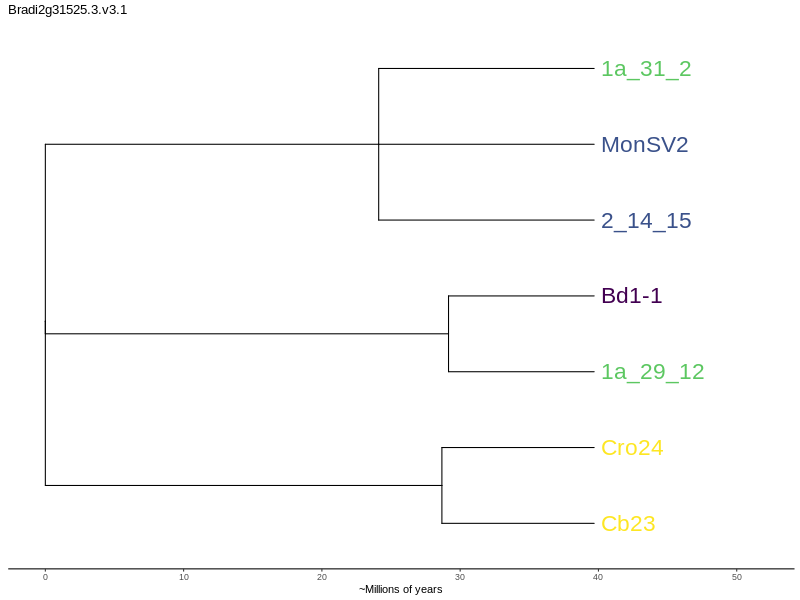 Bradi2g31525.3.v3.1
1a_31_2
MonSV2
2_14_15
Bd1-1
1a_29_12
Cro24
Cb23
0 10 20 30 40 50
~Millions of years